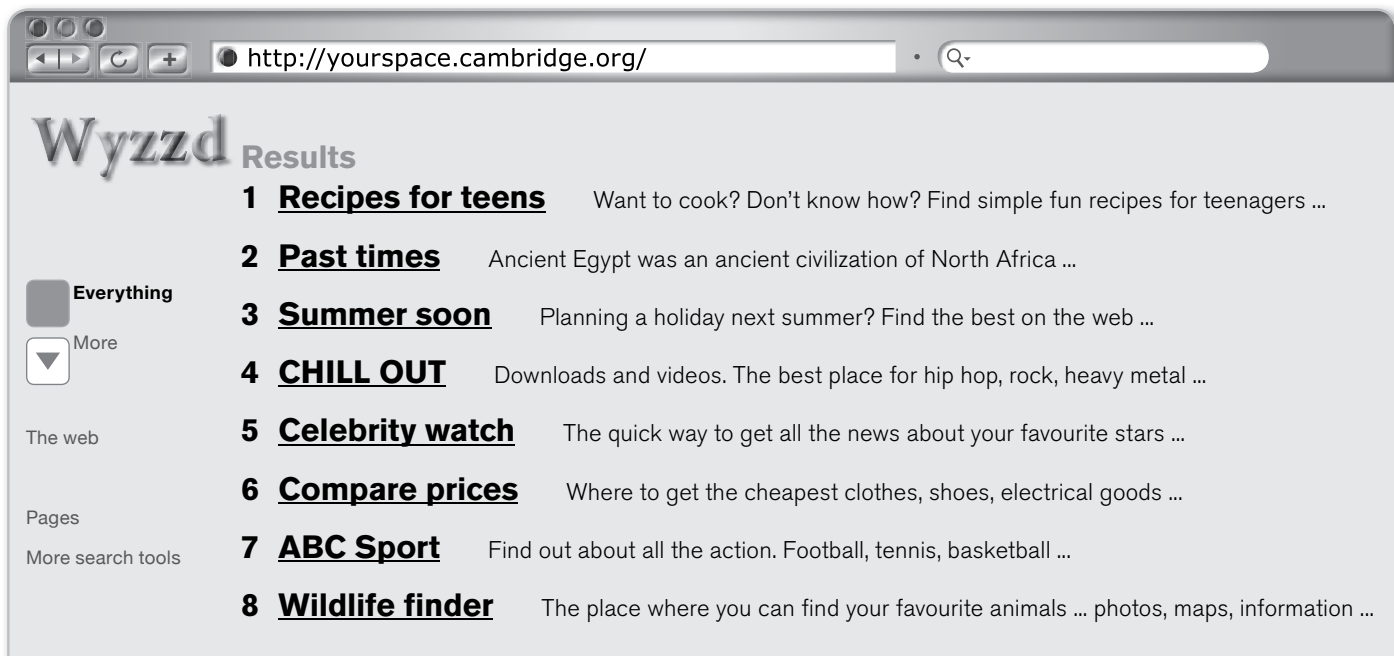 http://yourspace.cambridge.org/
Wyzzd
Results
1 Recipes for teens Want to cook? Don't know how? Find simple fun recipes for teenagers ...
2 Past times Ancient Egypt was an ancient civilization of North Africa ...
Everything
3 Summer soon Planning a holiday next summer? Find the best on the web ...
More
4 CHILL OUT Downloads and videos. The best place for hip hop, rock, heavy metal ...
The web
5 Celebrity watch The quick way to get all the news about your favourite stars ...
6 Compare prices Where to get the cheapest clothes, shoes, electrical goods ...
Pages
7 ABC Sport Find out about all the action. Football, tennis, basketball ...
More search tools
8 Wildlife finder The place where you can find your favourite animals ... photos, maps, information ...